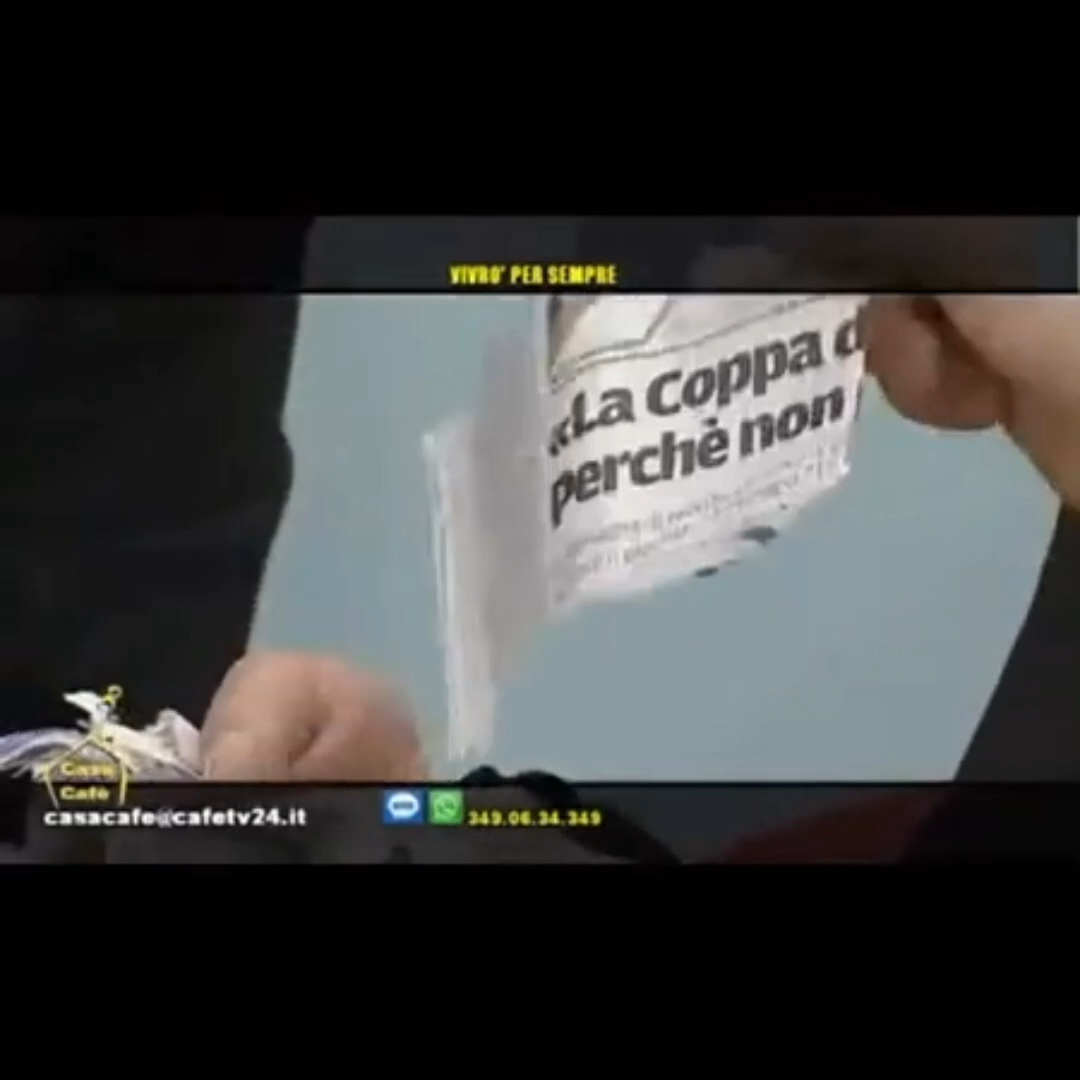 VIVRO' PER SEMPRE
«La Coppa d
perchè non
Casa
Cafè
casacafe@cafetv24.it
349.06.34.349